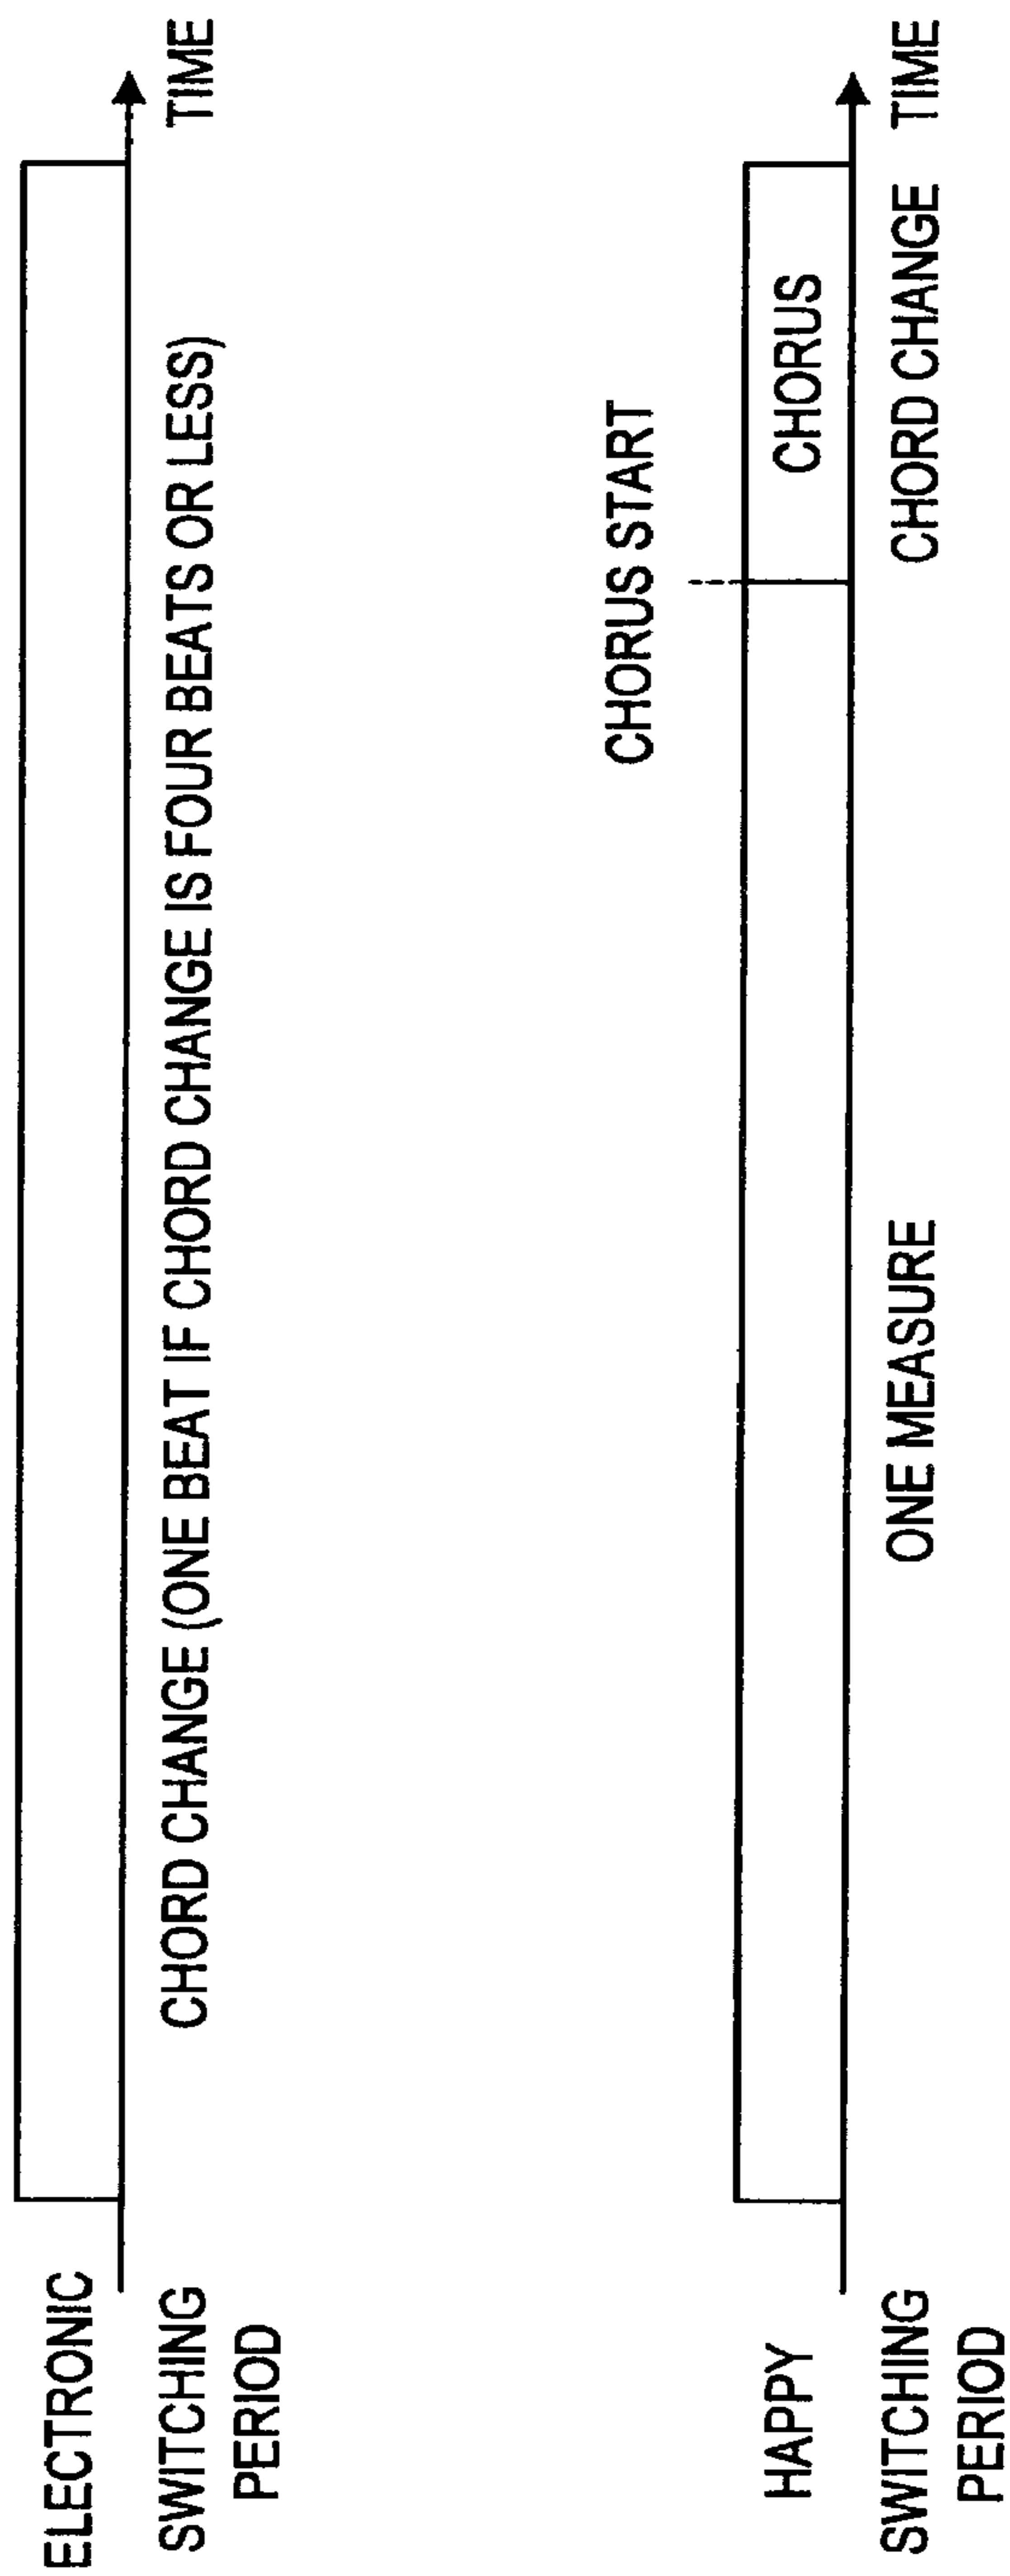 ELECTRONIC
TIME
SWITCHING
PERIOD
CHORD CHANGE (ONE BEAT IF CHORD CHANGE IS FOUR BEATS OR LESS)
CHORUS START
HAPPY
CHORUS
TIME
SWITCHING
PERIOD
ONE MEASURE
CHORD CHANGE